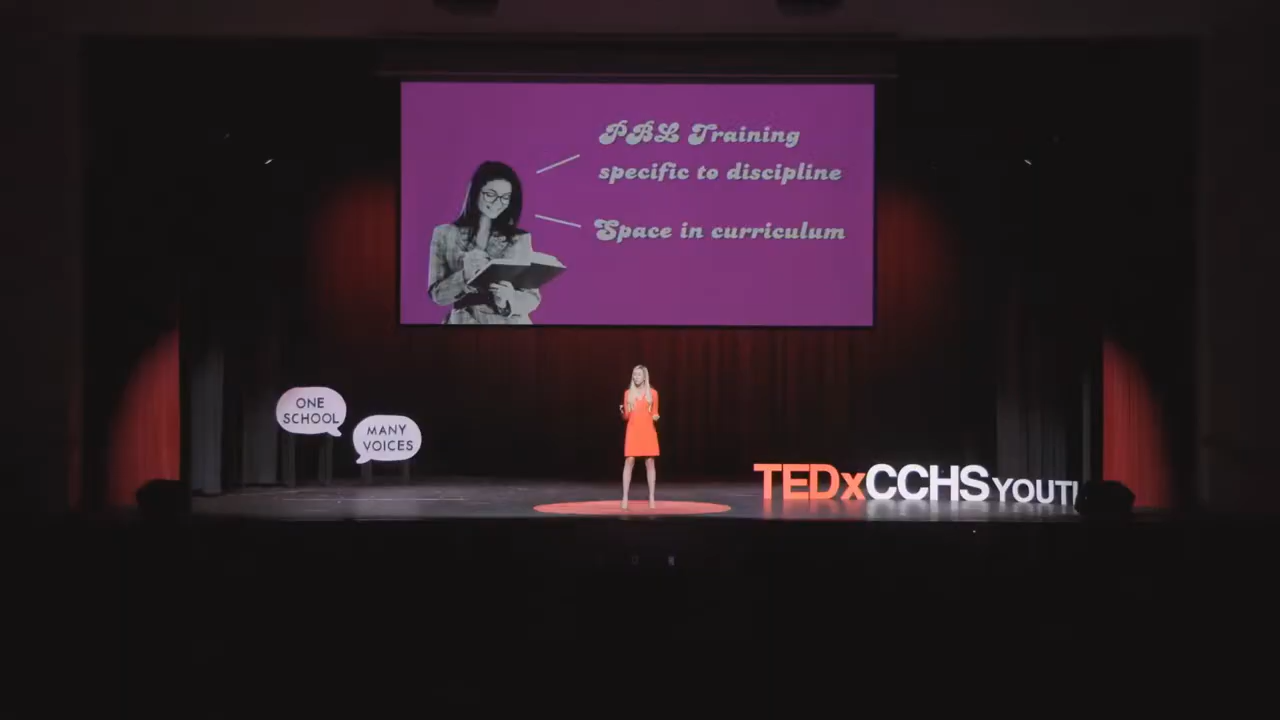 PBL Training
specific to discipline
Space in curriculum
ONE
SCHOOL
MANY
VOICES
TEDxCCHS